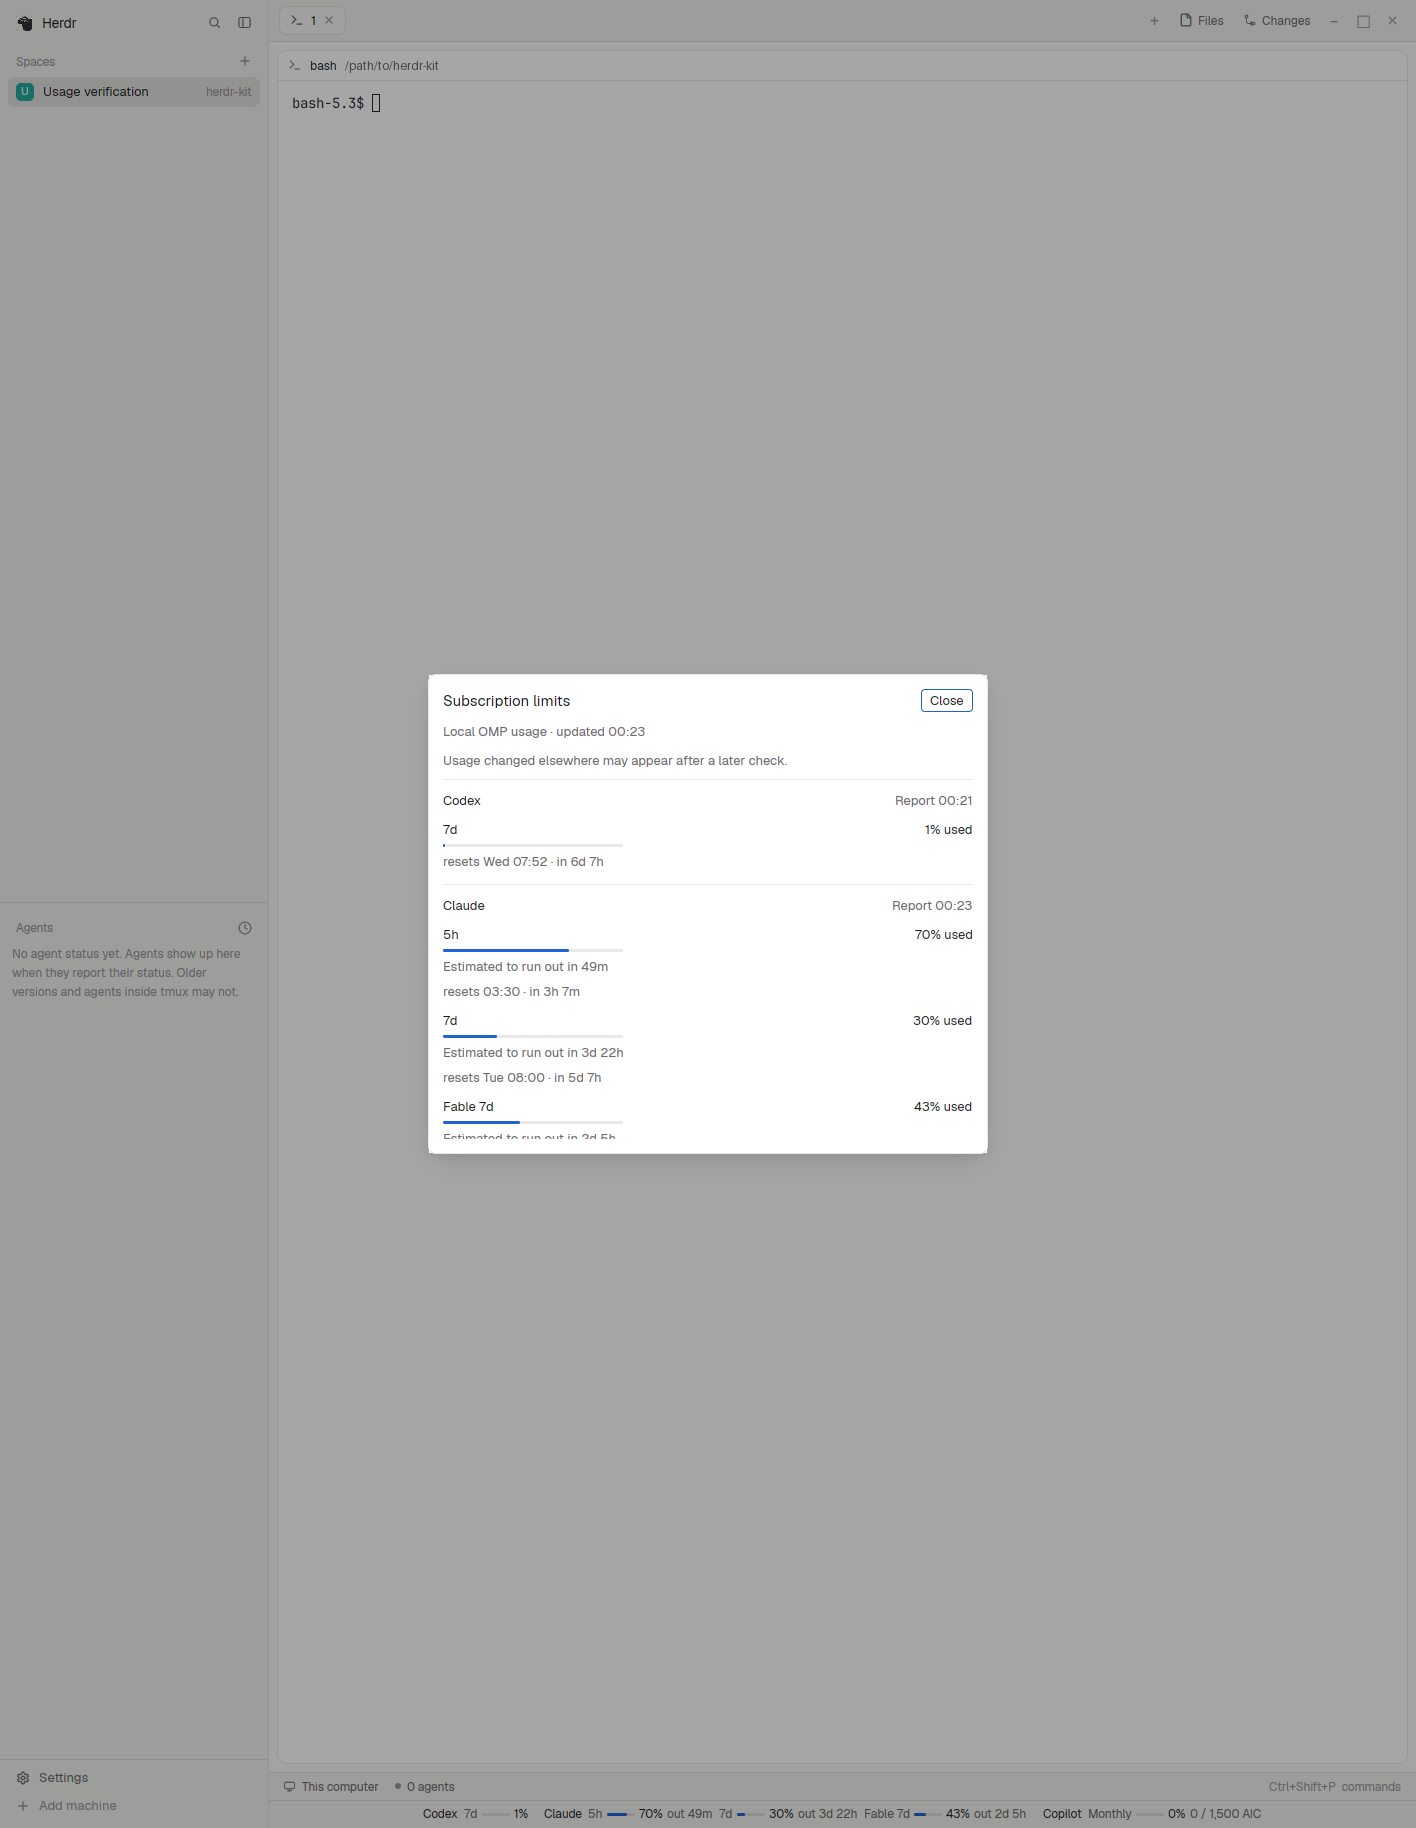 Herdr
Spaces
U Usage verification herdr-kit
Agents
No agent status yet. Agents show up here
when they report their status. Older
versions and agents inside tmux may not.
Settings
Add machine
1
Files
Changes
bash /path/to/herdr-kit
bash-5.3$
Subscription limits
Close
Local OMP usage · updated 00:23
Usage changed elsewhere may appear after a later check.
Codex Report 00:21
7d 1% used
resets Wed 07:52 · in 6d 7h
Claude Report 00:23
5h 70% used
Estimated to run out in 49m
resets 03:30 · in 3h 7m
7d 30% used
Estimated to run out in 3d 22h
resets Tue 08:00 · in 5d 7h
Fable 7d 43% used
Estimated to run out in 2d 5h
This computer 0 agents Ctrl+Shift+P commands
Codex 7d 1% Claude 5h 70% out 49m 7d 30% out 3d 22h Fable 7d 43% out 2d 5h Copilot Monthly 0% 0 / 1,500 AIC